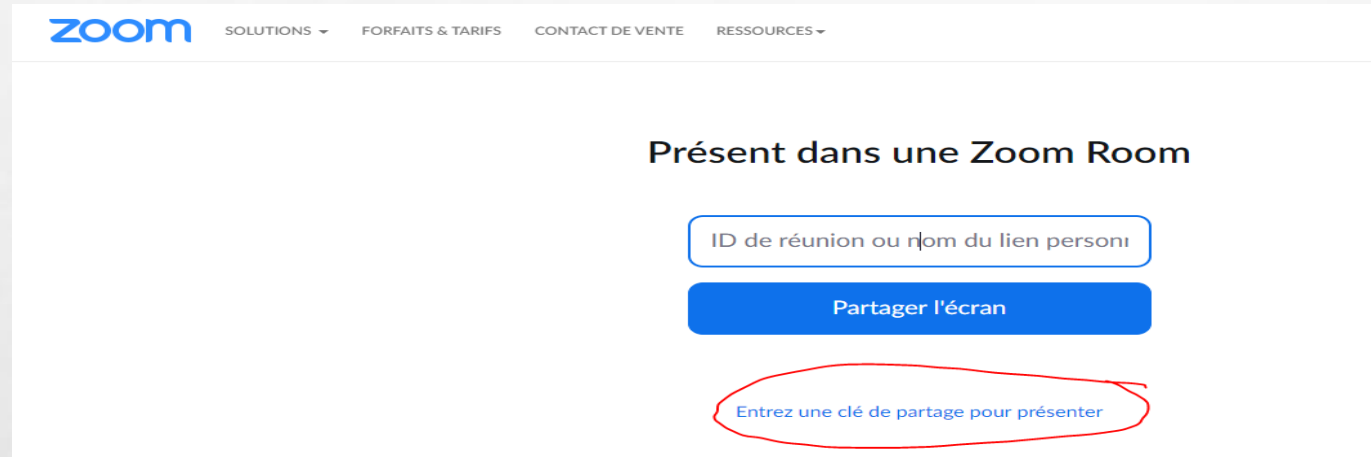 zoom SOLUTIONS FORFAITS & TARIFS CONTACT DE VENTE RESSOURCES
Présent dans une Zoom Room
ID de réunion ou nom du lien person
Partager l'écran
Entrez une clé de partage pour présenter